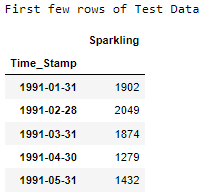 First few rows of Test Data
Sparkling
Time_Stamp
1991-01-31 1902
1991-02-28 2049
1991-03-31 1874
1991-04-30 1279
1991-05-31 1432